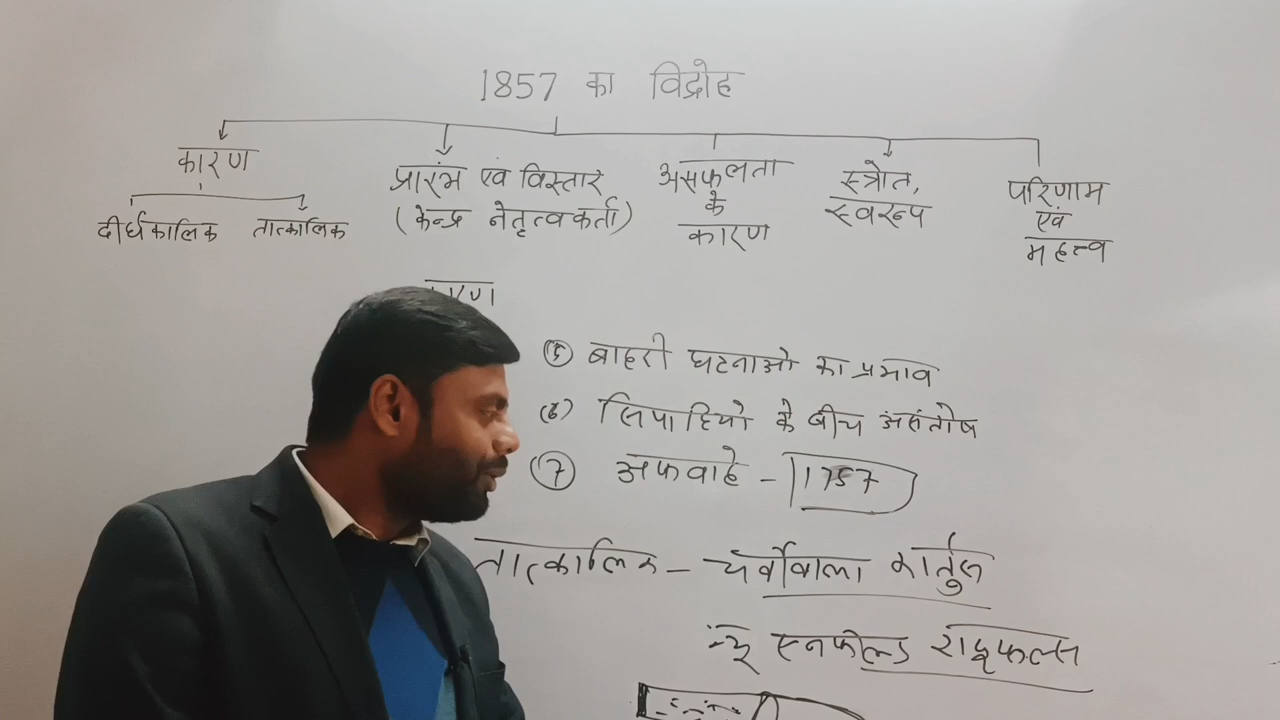 1857 का विद्रोह
कारण
दीर्घकालिक तात्कालिक
प्रारंभ एवं विस्तार
(केन्द्र नेतृत्वकर्ता)
असफलता
के
कारण
स्त्रोत,
स्वरूप
परिणाम
एवं
महत्व
(5) बाहरी घटनाओ का प्रभाव
(6) सिपाहियो के बीच असंतोष
(7) अफवाहे - 1757
तात्कालिक - चर्बीवाला कार्तुस
न्यू एनफील्ड राइफल्स